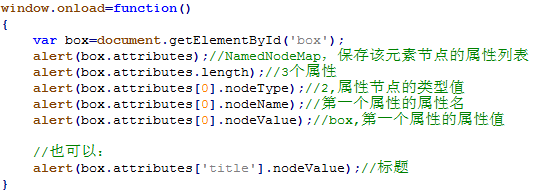 window.onload=function()
{
var box=document.getElementById('box');
alert(box.attributes);//NamedNodeMap，保存该元素节点的属性列表
alert(box.attributes.length);//3个属性
alert(box.attributes[0].nodeType);//2,属性节点的类型值
alert(box.attributes[0].nodeName);//第一个属性的属性名
alert(box.attributes[0].nodeValue);//box,第一个属性的属性值
//也可以：
alert(box.attributes['title'].nodeValue);//标题
}